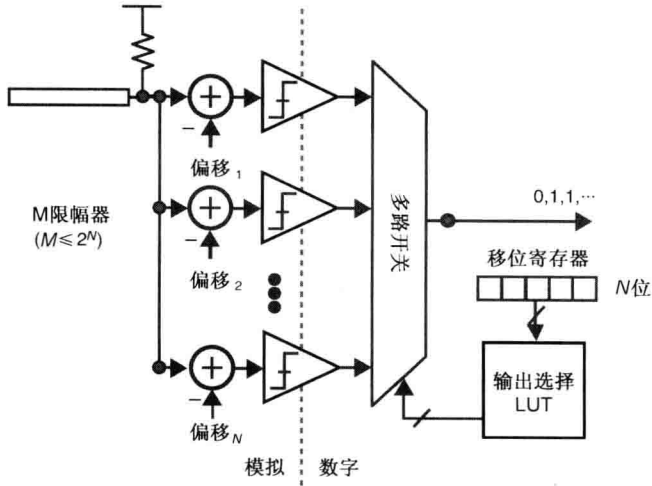 偏移 1
M限幅器
(M≤2^N)
偏移 2
偏移 N
模拟
数字
多路开关
0,1,1,…
移位寄存器
N位
输出选择
LUT